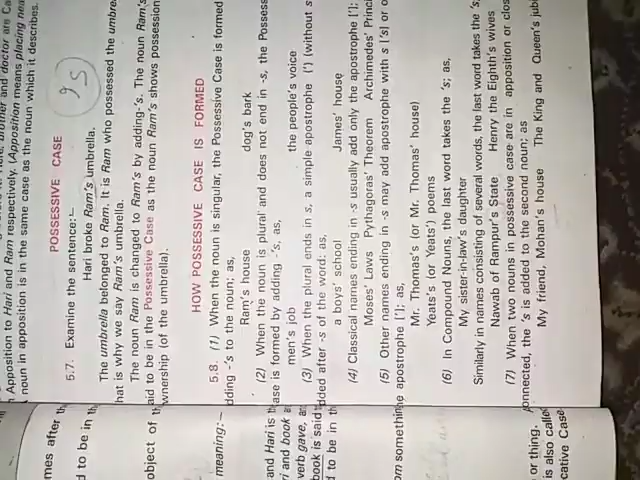 Apposition to Hari and Ram respectively. (Apposition means placing near
noun in apposition is in the same case as the noun which it describes.
POSSESSIVE CASE
's
5.7. Examine the sentence:—
Hari broke Ram's umbrella.
The umbrella belonged to Ram. It is Ram who possessed the umbre
hat is why we say Ram's umbrella.
The noun Ram is changed to Ram's by adding-'s. The noun Ram's
aid to be in the Possessive Case as the noun Ram's shows possession
wnership (of the umbrella).
HOW POSSESSIVE CASE IS FORMED
5.8. (1) When the noun is singular, the Possessive Case is formed
dding -'s to the noun; as,
Ram's house dog's bark
(2) When the noun is plural and does not end in -s, the Possess
ase is formed by adding -'s, as,
men's job the people's voice
(3) When the plural ends in s, a simple apostrophe (') (without s
dded after -s of the word: as,
a boys' school James' house
(4) Classical names ending in -s usually add only the apostrophe [']:
Moses' Laws Pythagoras' Theorem Archimedes' Princi
(5) Other names ending in -s may add apostrophe with s ['s] or o
he apostrophe [']; as,
Mr. Thomas's (or Mr. Thomas' house)
Yeats's (or Yeats') poems
(6) In Compound Nouns, the last word takes the 's; as,
My sister-in-law's daughter
Similarly in names consisting of several words, the last word takes the 's,
Nawab of Rampur's State Henry the Eighth's wives
(7) When two nouns in possessive case are in apposition or clos
onnected, the 's is added to the second noun; as
My friend, Mohan's house The King and Queen's jubi
mes after th
d to be in th
object of th
meaning:—
and Hari is th
ri and book a
verb gave, an
book is said t
d to be in th
om something
or thing.
is also called
cative Case